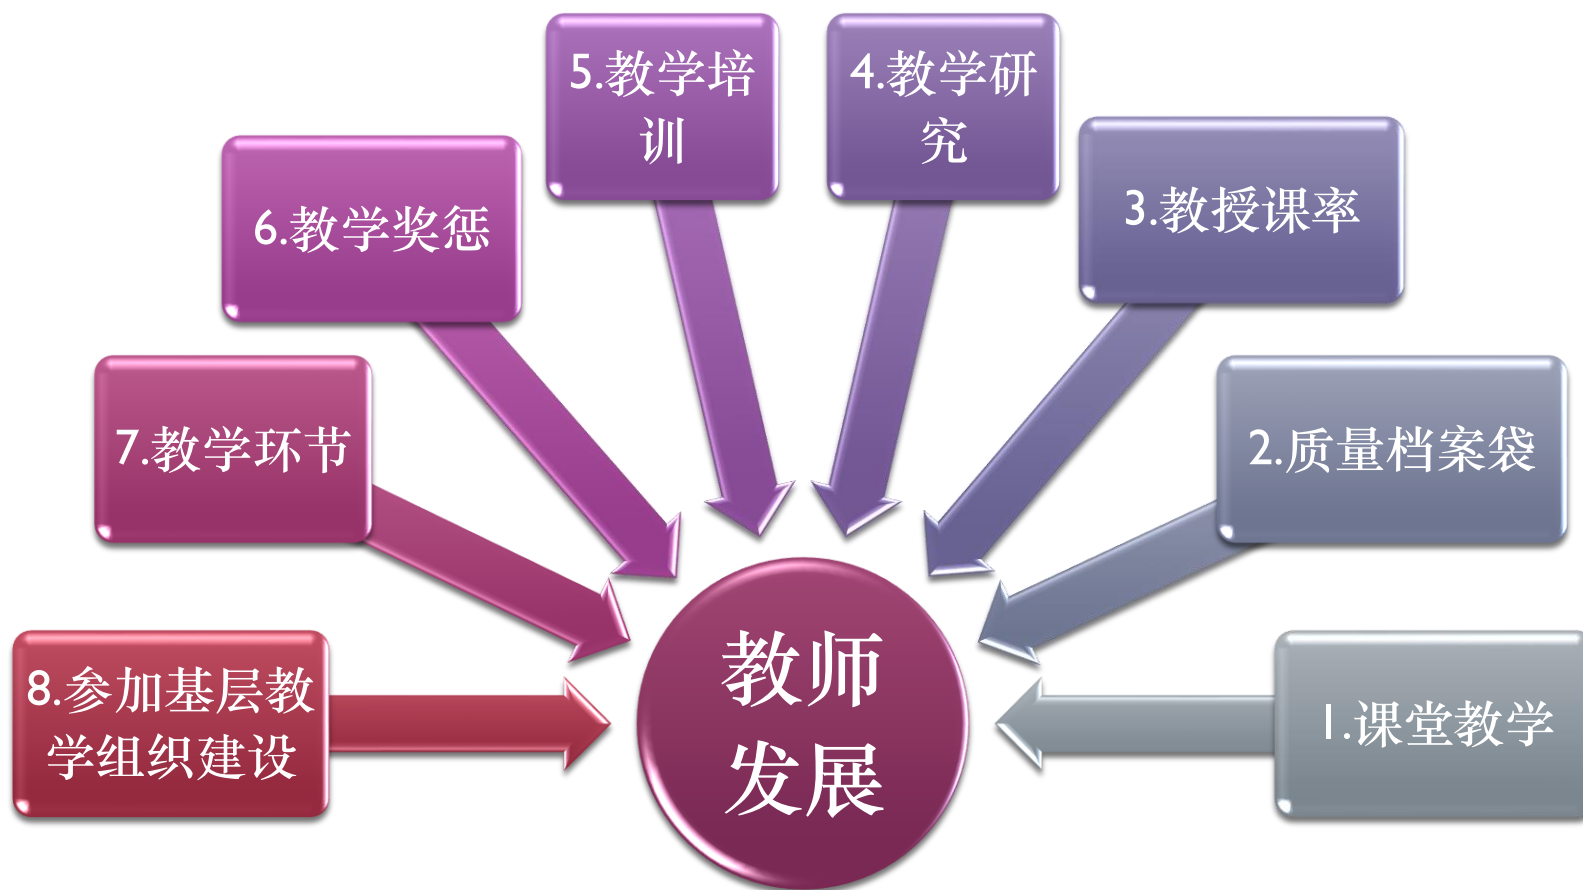 5.教学培
训
4.教学研
究
6.教学奖惩
3.教授课率
7.教学环节
2.质量档案袋
8.参加基层教
学组织建设
1.课堂教学
教师
发展